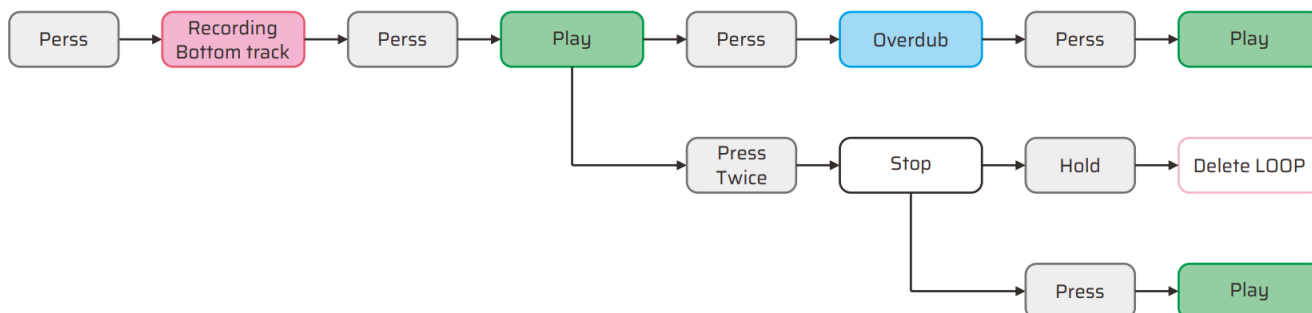 Perss
Recording
Bottom track
Perss
Play
Perss
Overdub
Perss
Play
Press
Twice
Stop
Hold
Delete LOOP
Press
Play